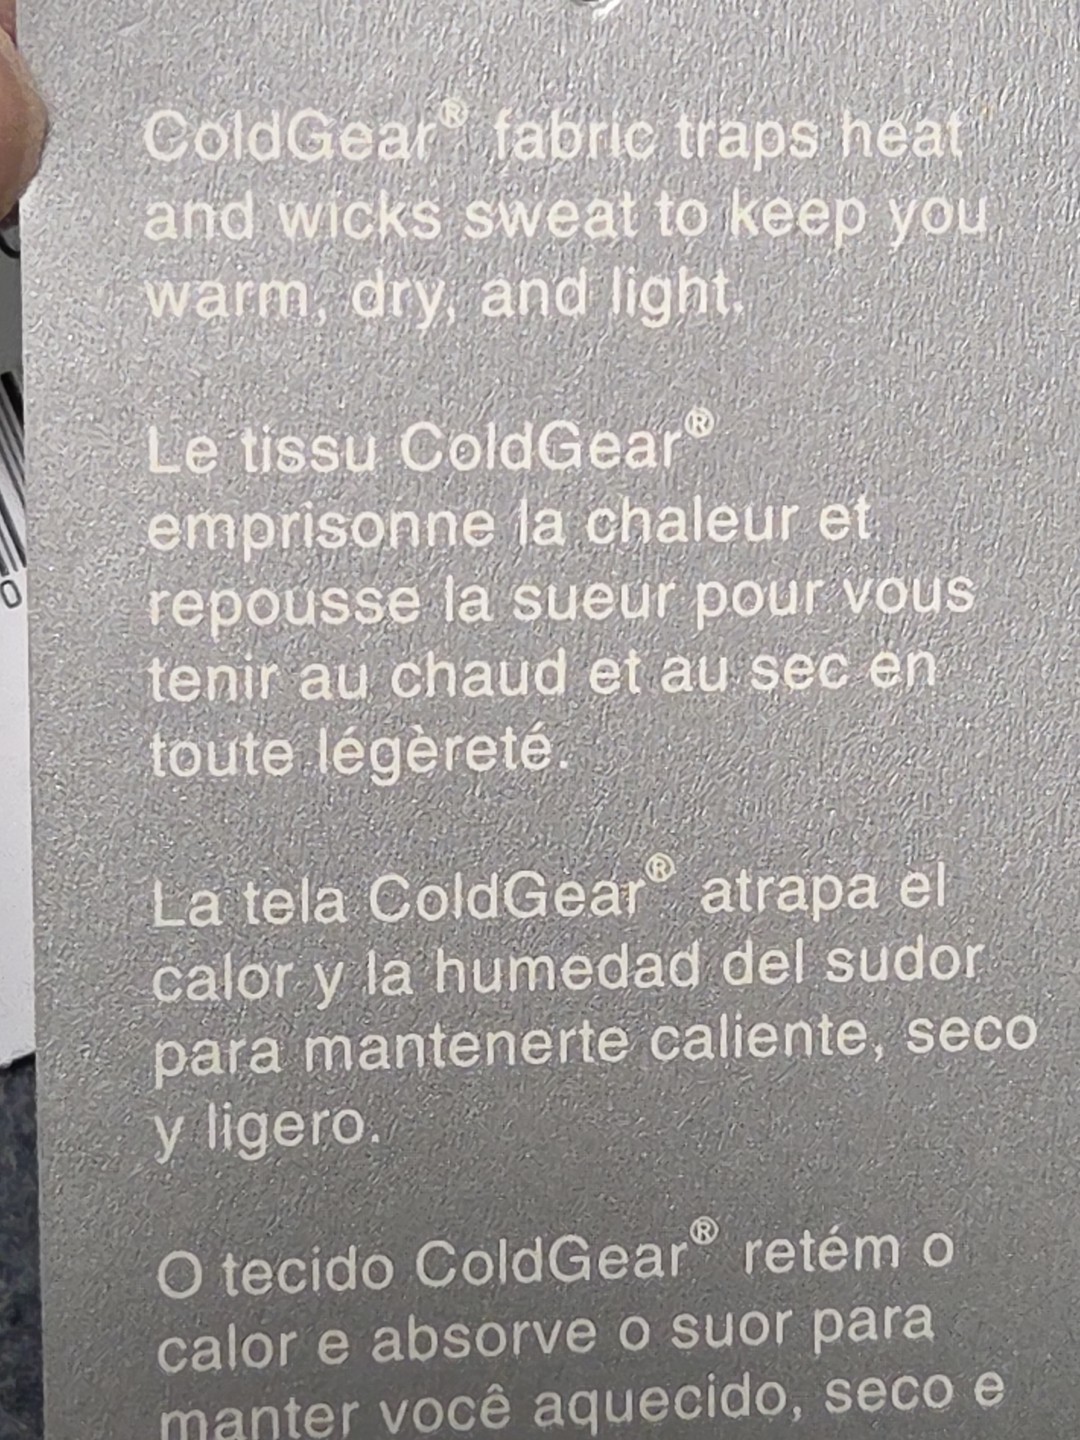 ColdGear® fabric traps heat
and wicks sweat to keep you
warm, dry, and light.
Le tissu ColdGear®
emprisonne la chaleur et
repousse la sueur pour vous
tenir au chaud et au sec en
toute légèreté.
La tela ColdGear® atrapa el
calor y la humedad del sudor
para mantenerte caliente, seco
y ligero.
O tecido ColdGear® retém o
calor e absorve o suor para
manter você aquecido, seco e
0